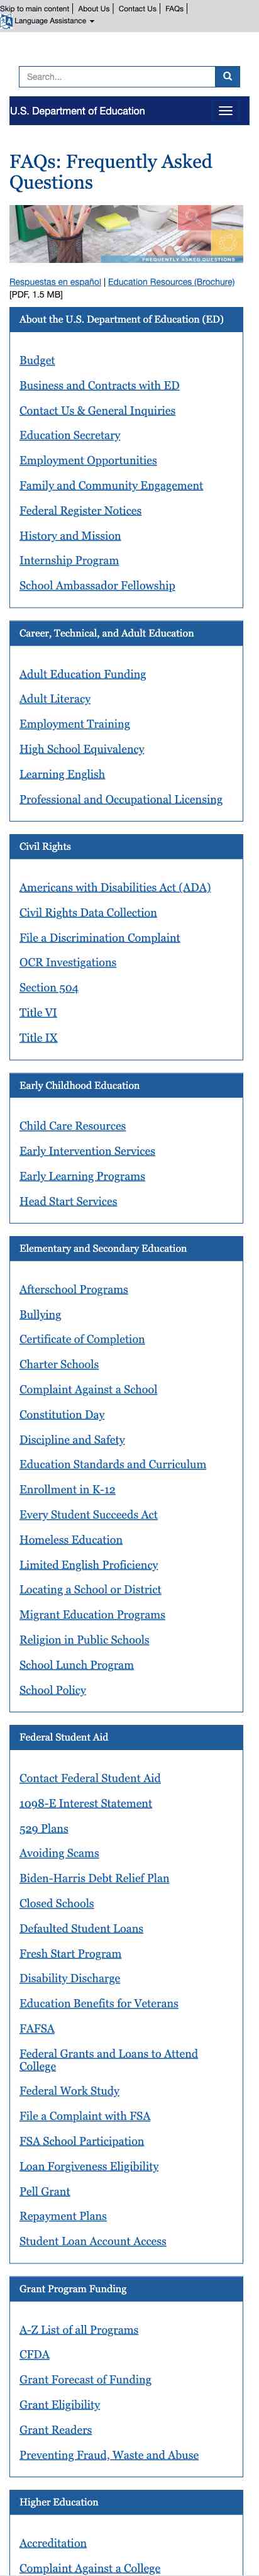 Skip to main content | About Us | Contact Us | FAQs |
Language Assistance
Search...
U.S. Department of Education
FAQs: Frequently Asked
Questions
FREQUENTLY ASKED QUESTIONS
Respuestas en español | Education Resources (Brochure)
[PDF, 1.5 MB]
About the U.S. Department of Education (ED)
Budget
Business and Contracts with ED
Contact Us & General Inquiries
Education Secretary
Employment Opportunities
Family and Community Engagement
Federal Register Notices
History and Mission
Internship Program
School Ambassador Fellowship
Career, Technical, and Adult Education
Adult Education Funding
Adult Literacy
Employment Training
High School Equivalency
Learning English
Professional and Occupational Licensing
Civil Rights
Americans with Disabilities Act (ADA)
Civil Rights Data Collection
File a Discrimination Complaint
OCR Investigations
Section 504
Title VI
Title IX
Early Childhood Education
Child Care Resources
Early Intervention Services
Early Learning Programs
Head Start Services
Elementary and Secondary Education
Afterschool Programs
Bullying
Certificate of Completion
Charter Schools
Complaint Against a School
Constitution Day
Discipline and Safety
Education Standards and Curriculum
Enrollment in K-12
Every Student Succeeds Act
Homeless Education
Limited English Proficiency
Locating a School or District
Migrant Education Programs
Religion in Public Schools
School Lunch Program
School Policy
Federal Student Aid
Contact Federal Student Aid
1098-E Interest Statement
529 Plans
Avoiding Scams
Biden-Harris Debt Relief Plan
Closed Schools
Defaulted Student Loans
Fresh Start Program
Disability Discharge
Education Benefits for Veterans
FAFSA
Federal Grants and Loans to Attend
College
Federal Work Study
File a Complaint with FSA
FSA School Participation
Loan Forgiveness Eligibility
Pell Grant
Repayment Plans
Student Loan Account Access
Grant Program Funding
A-Z List of all Programs
CFDA
Grant Forecast of Funding
Grant Eligibility
Grant Readers
Preventing Fraud, Waste and Abuse
Higher Education
Accreditation
Complaint Against a College